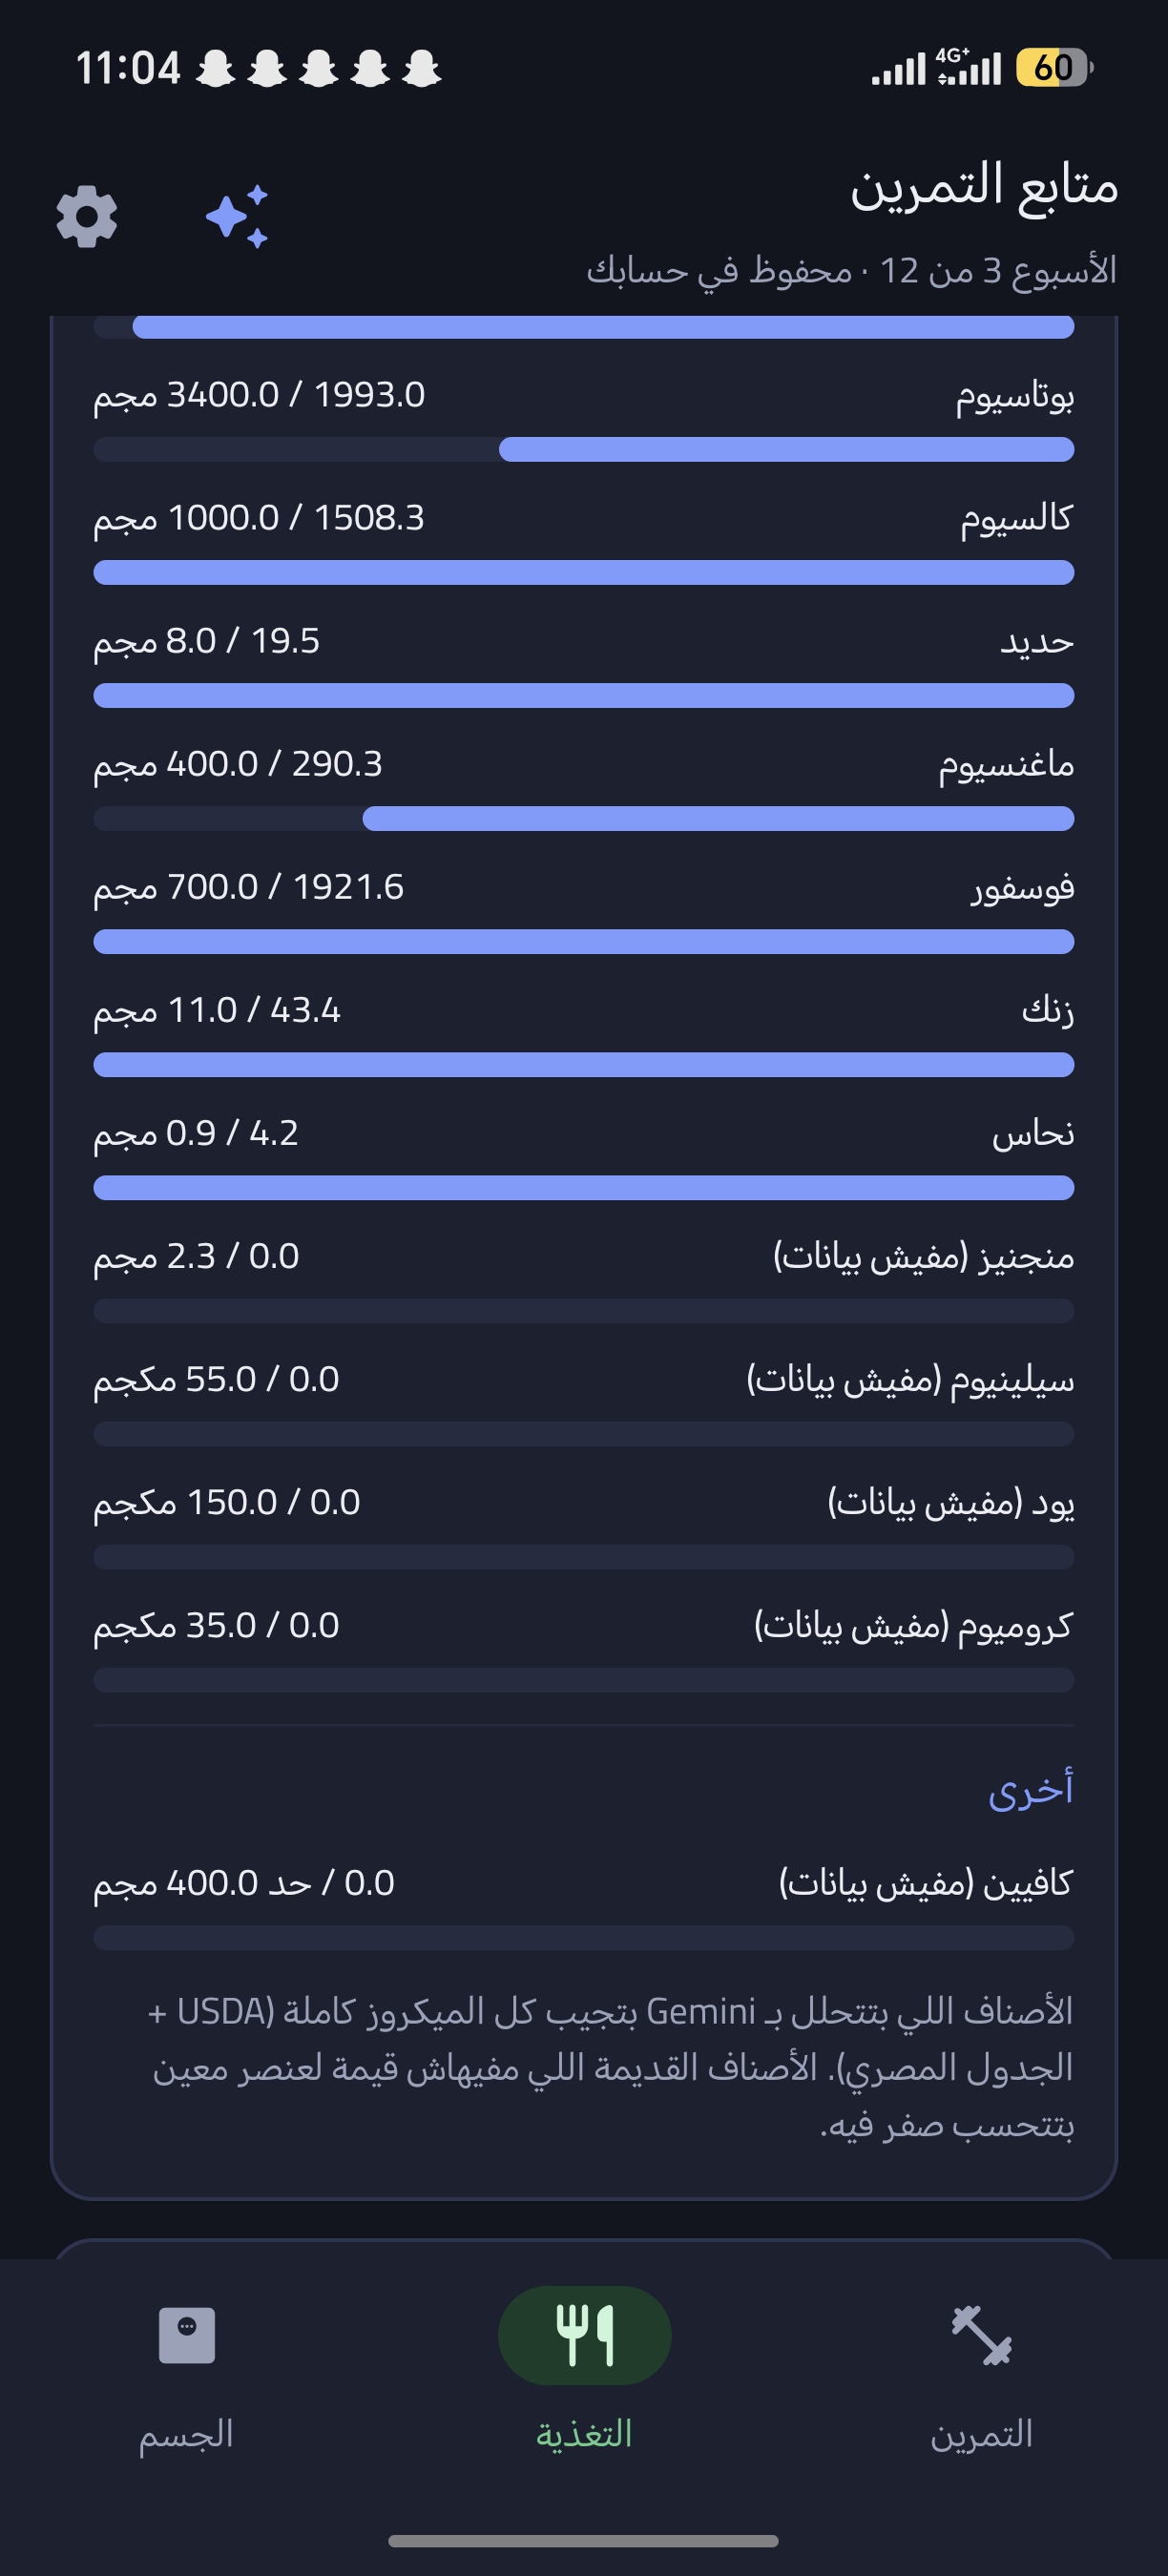 11:04
4G+
60
متابع التمرين
الأسبوع 3 من 12 · محفوظ في حسابك
بوتاسيوم
1993.0 / 3400.0 مجم
كالسيوم
1508.3 / 1000.0 مجم
حديد
19.5 / 8.0 مجم
ماغنسيوم
290.3 / 400.0 مجم
فوسفور
1921.6 / 700.0 مجم
زنك
43.4 / 11.0 مجم
نحاس
4.2 / 0.9 مجم
منجنيز (مفيش بيانات)
0.0 / 2.3 مجم
سيلينيوم (مفيش بيانات)
0.0 / 55.0 مكجم
يود (مفيش بيانات)
0.0 / 150.0 مكجم
كروميوم (مفيش بيانات)
0.0 / 35.0 مكجم
أخرى
كافيين (مفيش بيانات)
0.0 / حد 400.0 مجم
الأصناف اللي بتتحلل بـ Gemini بتجيب كل الميكروز كاملة (USDA +
الجدول المصري). الأصناف القديمة اللي مفيهاش قيمة لعنصر معين
بتتحسب صفر فيه.
التمرين
التغذية
الجسم